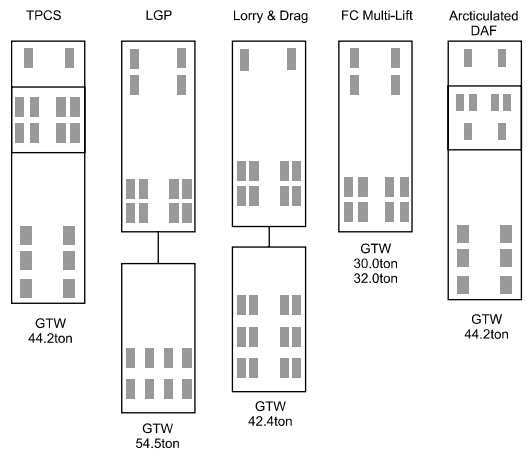 TPCS
LGP
Lorry & Drag
FC Multi-Lift
Arcticulated
DAF
GTW
44.2ton
GTW
54.5ton
GTW
42.4ton
GTW
30.0ton
32.0ton
GTW
44.2ton